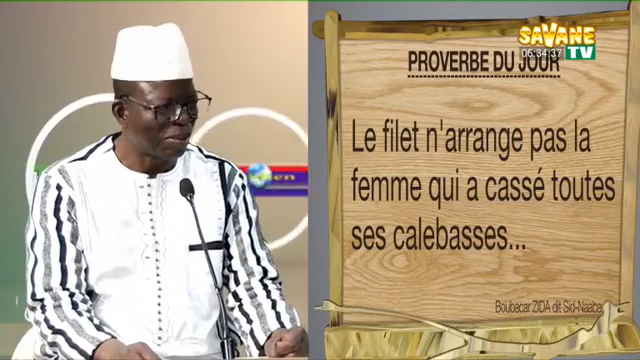 SAVANE
TV
06:34:37
PROVERBE DU JOUR
Le filet n'arrange pas la
femme qui a cassé toutes
ses calebasses...
Boubacar ZIDA dit Sid-Naaba